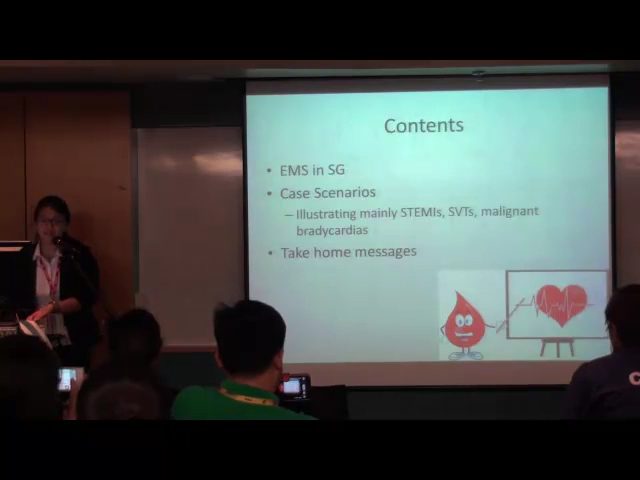 Contents
• EMS in SG
• Case Scenarios
– Illustrating mainly STEMIs, SVTs, malignant
bradycardias
• Take home messages
C